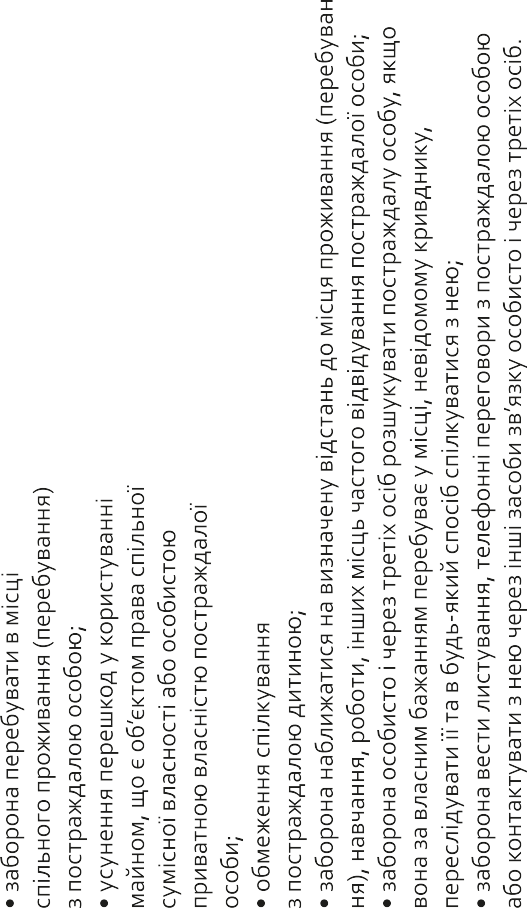 • заборона перебувати в місці
спільного проживання (перебування)
з постраждалою особою;
• усунення перешкод у користуванні
майном, що є об’єктом права спільної
сумісної власності або особистою
приватною власністю постраждалої
особи;
• обмеження спілкування
з постраждалою дитиною;
• заборона наближатися на визначену відстань до місця проживання (перебуван
ня), навчання, роботи, інших місць частого відвідування постраждалої особи;
• заборона особисто і через третіх осіб розшукувати постраждалу особу, якщо
вона за власним бажанням перебуває у місці, невідомому кривднику,
переслідувати її та в будь-який спосіб спілкуватися з нею;
• заборона вести листування, телефонні переговори з постраждалою особою
або контактувати з нею через інші засоби зв’язку особисто і через третіх осіб.